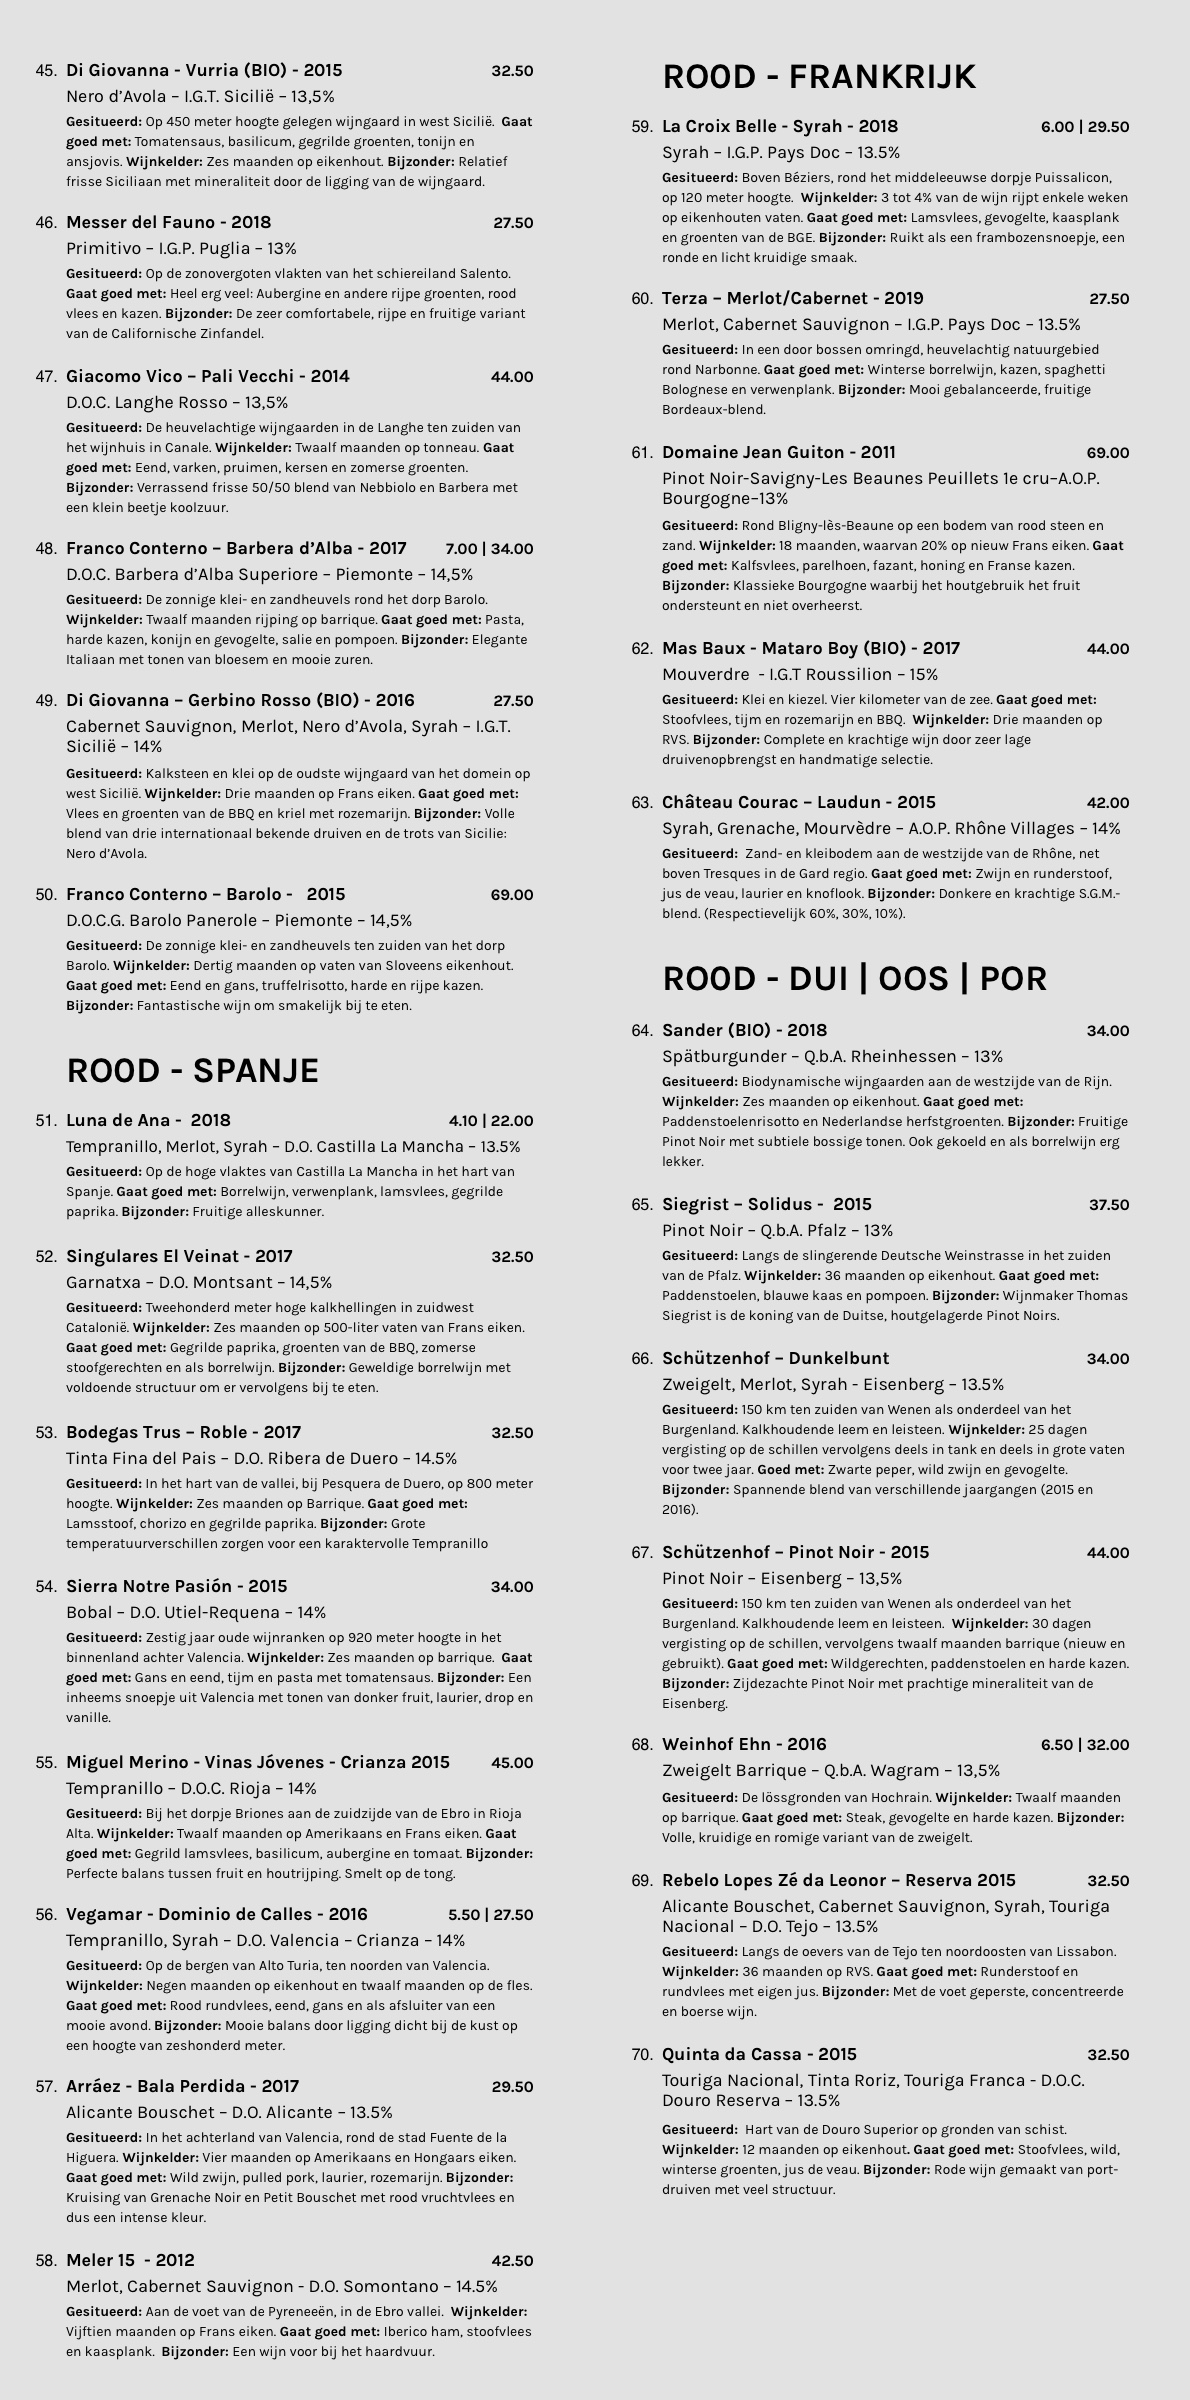 45. Di Giovanna - Vurria (BIO) - 2015 32.50
Nero d’Avola – I.G.T. Sicilië – 13,5%
Gesitueerd: Op 450 meter hoogte gelegen wijngaard in west Sicilië. Gaat
goed met: Tomatensaus, basilicum, gegrilde groenten, tonijn en
ansjovis. Wijnkelder: Zes maanden op eikenhout. Bijzonder: Relatief
frisse Siciliaan met mineraliteit door de ligging van de wijngaard.
46. Messer del Fauno - 2018 27.50
Primitivo – I.G.P. Puglia – 13%
Gesitueerd: Op de zonovergoten vlakten van het schiereiland Salento.
Gaat goed met: Heel erg veel: Aubergine en andere rijpe groenten, rood
vlees en kazen. Bijzonder: De zeer comfortabele, rijpe en fruitige variant
van de Californische Zinfandel.
47. Giacomo Vico – Pali Vecchi - 2014 44.00
D.O.C. Langhe Rosso – 13,5%
Gesitueerd: De heuvelachtige wijngaarden in de Langhe ten zuiden van
het wijnhuis in Canale. Wijnkelder: Twaalf maanden op tonneau. Gaat
goed met: Eend, varken, pruimen, kersen en zomerse groenten.
Bijzonder: Verrassend frisse 50/50 blend van Nebbiolo en Barbera met
een klein beetje koolzuur.
48. Franco Conterno – Barbera d’Alba - 2017 7.00 | 34.00
D.O.C. Barbera d’Alba Superiore – Piemonte – 14,5%
Gesitueerd: De zonnige klei- en zandheuvels rond het dorp Barolo.
Wijnkelder: Twaalf maanden rijping op barrique. Gaat goed met: Pasta,
harde kazen, konijn en gevogelte, salie en pompoen. Bijzonder: Elegante
Italiaan met tonen van bloesem en mooie zuren.
49. Di Giovanna – Gerbino Rosso (BIO) - 2016 27.50
Cabernet Sauvignon, Merlot, Nero d’Avola, Syrah – I.G.T.
Sicilië – 14%
Gesitueerd: Kalksteen en klei op de oudste wijngaard van het domein op
west Sicilië. Wijnkelder: Drie maanden op Frans eiken. Gaat goed met:
Vlees en groenten van de BBQ en kriel met rozemarijn. Bijzonder: Volle
blend van drie internationaal bekende druiven en de trots van Sicilie:
Nero d’Avola.
50. Franco Conterno – Barolo - 2015 69.00
D.O.C.G. Barolo Panerole – Piemonte – 14,5%
Gesitueerd: De zonnige klei- en zandheuvels ten zuiden van het dorp
Barolo. Wijnkelder: Dertig maanden op vaten van Sloveens eikenhout.
Gaat goed met: Eend en gans, truffelrisotto, harde en rijpe kazen.
Bijzonder: Fantastische wijn om smakelijk bij te eten.
ROOD - SPANJE
51. Luna de Ana - 2018 4.10 | 22.00
Tempranillo, Merlot, Syrah – D.O. Castilla La Mancha – 13.5%
Gesitueerd: Op de hoge vlaktes van Castilla La Mancha in het hart van
Spanje. Gaat goed met: Borrelwijn, verwenplank, lamsvlees, gegrilde
paprika. Bijzonder: Fruitige alleskunner.
52. Singulares El Veinat - 2017 32.50
Garnatxa – D.O. Montsant – 14,5%
Gesitueerd: Tweehonderd meter hoge kalkhellingen in zuidwest
Catalonië. Wijnkelder: Zes maanden op 500-liter vaten van Frans eiken.
Gaat goed met: Gegrilde paprika, groenten van de BBQ, zomerse
stoofgerechten en als borrelwijn. Bijzonder: Geweldige borrelwijn met
voldoende structuur om er vervolgens bij te eten.
53. Bodegas Trus – Roble - 2017 32.50
Tinta Fina del Pais – D.O. Ribera de Duero – 14.5%
Gesitueerd: In het hart van de vallei, bij Pesquera de Duero, op 800 meter
hoogte. Wijnkelder: Zes maanden op Barrique. Gaat goed met:
Lamsstoof, chorizo en gegrilde paprika. Bijzonder: Grote
temperatuurverschillen zorgen voor een karaktervolle Tempranillo
54. Sierra Notre Pasión - 2015 34.00
Bobal – D.O. Utiel-Requena – 14%
Gesitueerd: Zestig jaar oude wijnranken op 920 meter hoogte in het
binnenland achter Valencia. Wijnkelder: Zes maanden op barrique. Gaat
goed met: Gans en eend, tijm en pasta met tomatensaus. Bijzonder: Een
inheems snoepje uit Valencia met tonen van donker fruit, laurier, drop en
vanille.
55. Miguel Merino - Vinas Jóvenes - Crianza 2015 45.00
Tempranillo – D.O.C. Rioja – 14%
Gesitueerd: Bij het dorpje Briones aan de zuidzijde van de Ebro in Rioja
Alta. Wijnkelder: Twaalf maanden op Amerikaans en Frans eiken. Gaat
goed met: Gegrild lamsvlees, basilicum, aubergine en tomaat. Bijzonder:
Perfecte balans tussen fruit en houtrijping. Smelt op de tong.
56. Vegamar - Dominio de Calles - 2016 5.50 | 27.50
Tempranillo, Syrah – D.O. Valencia – Crianza – 14%
Gesitueerd: Op de bergen van Alto Turia, ten noorden van Valencia.
Wijnkelder: Negen maanden op eikenhout en twaalf maanden op de fles.
Gaat goed met: Rood rundvlees, eend, gans en als afsluiter van een
mooie avond. Bijzonder: Mooie balans door ligging dicht bij de kust op
een hoogte van zeshonderd meter.
57. Arráez - Bala Perdida - 2017 29.50
Alicante Bouschet – D.O. Alicante – 13.5%
Gesitueerd: In het achterland van Valencia, rond de stad Fuente de la
Higuera. Wijnkelder: Vier maanden op Amerikaans en Hongaars eiken.
Gaat goed met: Wild zwijn, pulled pork, laurier, rozemarijn. Bijzonder:
Kruising van Grenache Noir en Petit Bouschet met rood vruchtvlees en
dus een intense kleur.
58. Meler 15 - 2012 42.50
Merlot, Cabernet Sauvignon - D.O. Somontano – 14.5%
Gesitueerd: Aan de voet van de Pyreneeën, in de Ebro vallei. Wijnkelder:
Vijftien maanden op Frans eiken. Gaat goed met: Iberico ham, stoofvlees
en kaasplank. Bijzonder: Een wijn voor bij het haardvuur.
ROOD - FRANKRIJK
59. La Croix Belle - Syrah - 2018 6.00 | 29.50
Syrah – I.G.P. Pays Doc – 13.5%
Gesitueerd: Boven Béziers, rond het middeleeuwse dorpje Puissalicon,
op 120 meter hoogte. Wijnkelder: 3 tot 4% van de wijn rijpt enkele weken
op eikenhouten vaten. Gaat goed met: Lamsvlees, gevogelte, kaasplank
en groenten van de BGE. Bijzonder: Ruikt als een frambozensnoepje, een
ronde en licht kruidige smaak.
60. Terza – Merlot/Cabernet - 2019 27.50
Merlot, Cabernet Sauvignon – I.G.P. Pays Doc – 13.5%
Gesitueerd: In een door bossen omringd, heuvelachtig natuurgebied
rond Narbonne. Gaat goed met: Winterse borrelwijn, kazen, spaghetti
Bolognese en verwenplank. Bijzonder: Mooi gebalanceerde, fruitige
Bordeaux-blend.
61. Domaine Jean Guiton - 2011 69.00
Pinot Noir-Savigny-Les Beaunes Peuillets 1e cru–A.O.P.
Bourgogne–13%
Gesitueerd: Rond Bligny-lès-Beaune op een bodem van rood steen en
zand. Wijnkelder: 18 maanden, waarvan 20% op nieuw Frans eiken. Gaat
goed met: Kalfsvlees, parelhoen, fazant, honing en Franse kazen.
Bijzonder: Klassieke Bourgogne waarbij het houtgebruik het fruit
ondersteunt en niet overheerst.
62. Mas Baux - Mataro Boy (BIO) - 2017 44.00
Mouverdre - I.G.T Roussilion – 15%
Gesitueerd: Klei en kiezel. Vier kilometer van de zee. Gaat goed met:
Stoofvlees, tijm en rozemarijn en BBQ. Wijnkelder: Drie maanden op
RVS. Bijzonder: Complete en krachtige wijn door zeer lage
druivenopbrengst en handmatige selectie.
63. Château Courac – Laudun - 2015 42.00
Syrah, Grenache, Mourvèdre – A.O.P. Rhône Villages – 14%
Gesitueerd: Zand- en kleibodem aan de westzijde van de Rhône, net
boven Tresques in de Gard regio. Gaat goed met: Zwijn en runderstoof,
jus de veau, laurier en knoflook. Bijzonder: Donkere en krachtige S.G.M.-
blend. (Respectievelijk 60%, 30%, 10%).
ROOD - DUI | OOS | POR
64. Sander (BIO) - 2018 34.00
Spätburgunder – Q.b.A. Rheinhessen – 13%
Gesitueerd: Biodynamische wijngaarden aan de westzijde van de Rijn.
Wijnkelder: Zes maanden op eikenhout. Gaat goed met:
Paddenstoelenrisotto en Nederlandse herfstgroenten. Bijzonder: Fruitige
Pinot Noir met subtiele bossige tonen. Ook gekoeld en als borrelwijn erg
lekker.
65. Siegrist – Solidus - 2015 37.50
Pinot Noir – Q.b.A. Pfalz – 13%
Gesitueerd: Langs de slingerende Deutsche Weinstrasse in het zuiden
van de Pfalz. Wijnkelder: 36 maanden op eikenhout. Gaat goed met:
Paddenstoelen, blauwe kaas en pompoen. Bijzonder: Wijnmaker Thomas
Siegrist is de koning van de Duitse, houtgelagerde Pinot Noirs.
66. Schützenhof – Dunkelbunt 34.00
Zweigelt, Merlot, Syrah - Eisenberg – 13.5%
Gesitueerd: 150 km ten zuiden van Wenen als onderdeel van het
Burgenland. Kalkhoudende leem en leisteen. Wijnkelder: 25 dagen
vergisting op de schillen vervolgens deels in tank en deels in grote vaten
voor twee jaar. Goed met: Zwarte peper, wild zwijn en gevogelte.
Bijzonder: Spannende blend van verschillende jaargangen (2015 en
2016).
67. Schützenhof – Pinot Noir - 2015 44.00
Pinot Noir – Eisenberg – 13,5%
Gesitueerd: 150 km ten zuiden van Wenen als onderdeel van het
Burgenland. Kalkhoudende leem en leisteen. Wijnkelder: 30 dagen
vergisting op de schillen, vervolgens twaalf maanden barrique (nieuw en
gebruikt). Gaat goed met: Wildgerechten, paddenstoelen en harde kazen.
Bijzonder: Zijdezachte Pinot Noir met prachtige mineraliteit van de
Eisenberg.
68. Weinhof Ehn - 2016 6.50 | 32.00
Zweigelt Barrique – Q.b.A. Wagram – 13,5%
Gesitueerd: De lössgronden van Hochrain. Wijnkelder: Twaalf maanden
op barrique. Gaat goed met: Steak, gevogelte en harde kazen. Bijzonder:
Volle, kruidige en romige variant van de zweigelt.
69. Rebelo Lopes Zé da Leonor – Reserva 2015 32.50
Alicante Bouschet, Cabernet Sauvignon, Syrah, Touriga
Nacional – D.O. Tejo – 13.5%
Gesitueerd: Langs de oevers van de Tejo ten noordoosten van Lissabon.
Wijnkelder: 36 maanden op RVS. Gaat goed met: Runderstoof en
rundvlees met eigen jus. Bijzonder: Met de voet geperste, concentreerde
en boerse wijn.
70. Quinta da Cassa - 2015 32.50
Touriga Nacional, Tinta Roriz, Touriga Franca - D.O.C.
Douro Reserva – 13.5%
Gesitueerd: Hart van de Douro Superior op gronden van schist.
Wijnkelder: 12 maanden op eikenhout. Gaat goed met: Stoofvlees, wild,
winterse groenten, jus de veau. Bijzonder: Rode wijn gemaakt van port-
druiven met veel structuur.